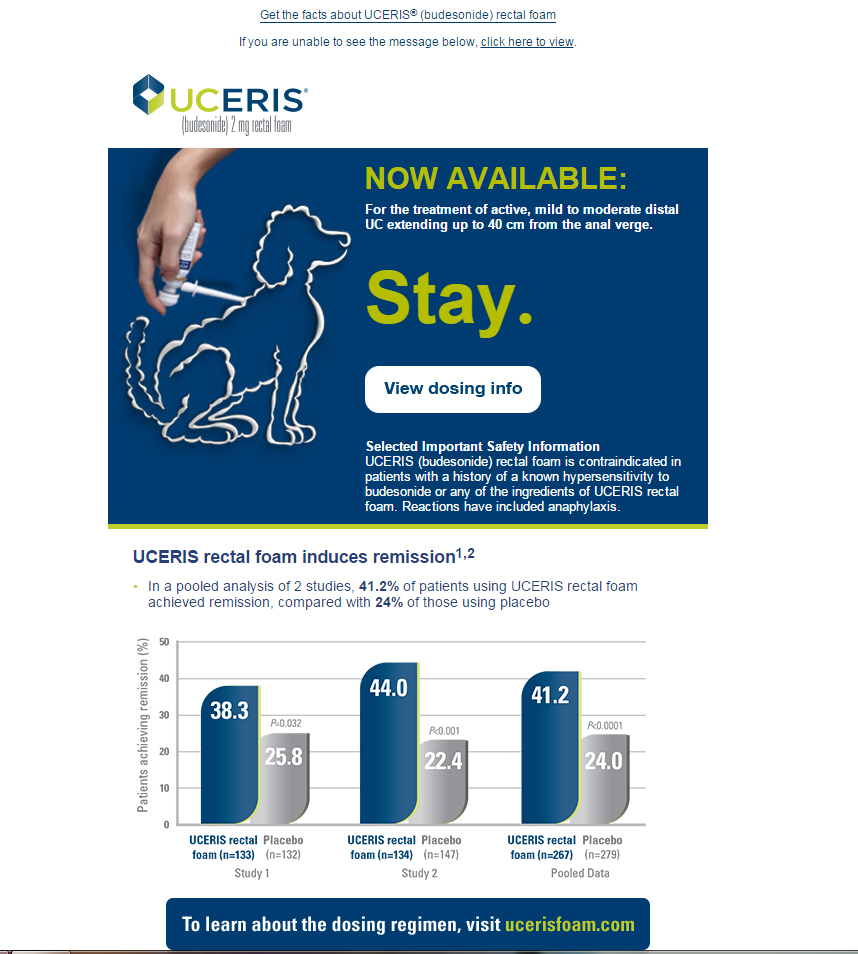 Get the facts about UCERIS® (budesonide) rectal foam
If you are unable to see the message below, click here to view.
UCERIS®
(budesonide) 2 mg rectal foam
NOW AVAILABLE:
For the treatment of active, mild to moderate distal
UC extending up to 40 cm from the anal verge.
Stay.
View dosing info
Selected Important Safety Information
UCERIS (budesonide) rectal foam is contraindicated in
patients with a history of a known hypersensitivity to
budesonide or any of the ingredients of UCERIS rectal
foam. Reactions have included anaphylaxis.
UCERIS rectal foam induces remission1,2
• In a pooled analysis of 2 studies, 41.2% of patients using UCERIS rectal foam
achieved remission, compared with 24% of those using placebo
Patients achieving remission (%)
50
40
30
20
10
0
38.3
P=0.032
25.8
44.0
P<0.001
22.4
41.2
P<0.0001
24.0
UCERIS rectal Placebo
foam (n=133) (n=132)
Study 1
UCERIS rectal Placebo
foam (n=134) (n=147)
Study 2
UCERIS rectal Placebo
foam (n=267) (n=279)
Pooled Data
To learn about the dosing regimen, visit ucerisfoam.com